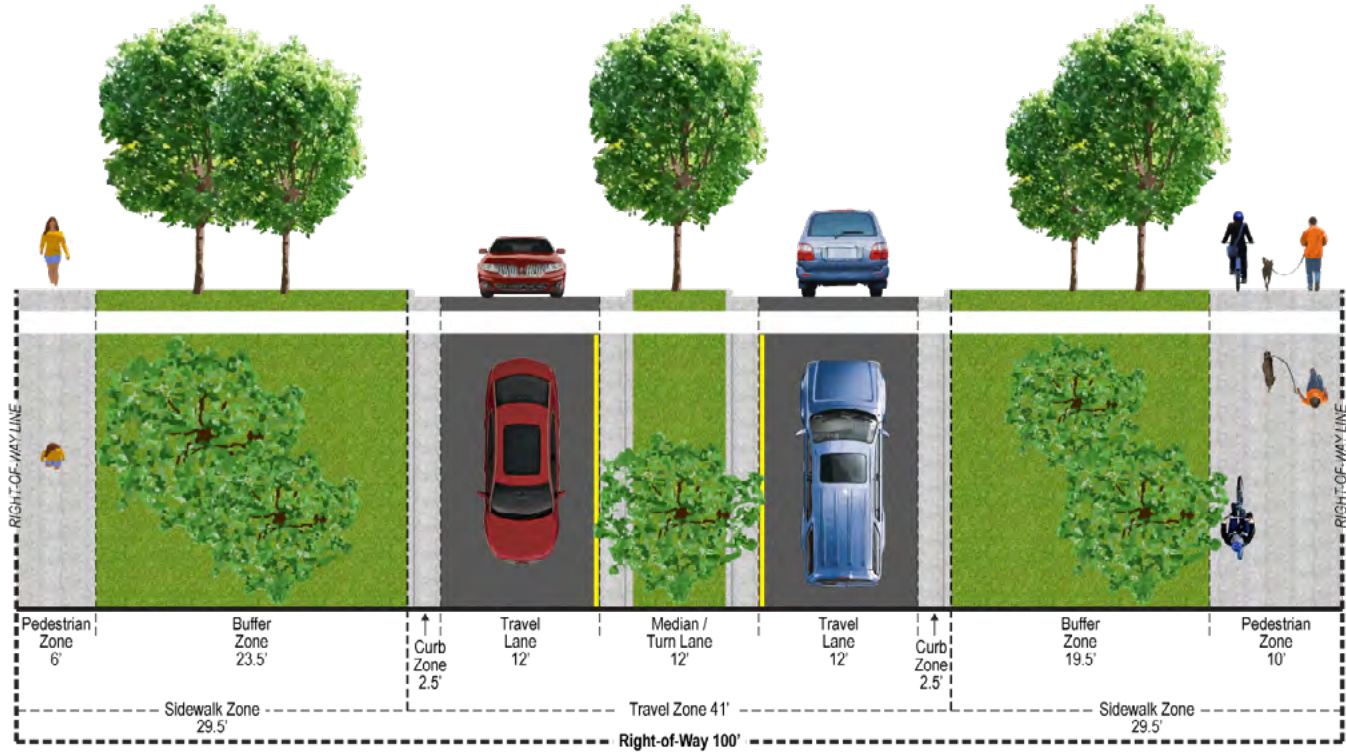 RIGHT-OF-WAY LINE
RIGHT-OF-WAY LINE
Pedestrian
Zone
6'
Buffer
Zone
23.5'
Curb
Zone
2.5'
Travel
Lane
12'
Median /
Turn Lane
12'
Travel
Lane
12'
Curb
Zone
2.5'
Buffer
Zone
19.5'
Pedestrian
Zone
10'
Sidewalk Zone
29.5'
Travel Zone 41'
Sidewalk Zone
29.5'
Right-of-Way 100'